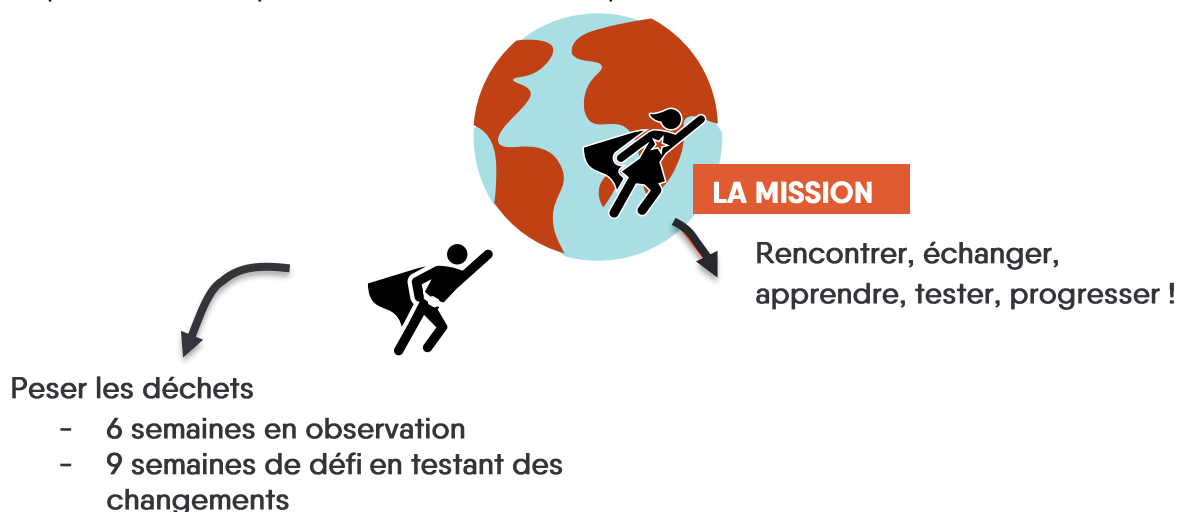 LA MISSION
Rencontrer, échanger,
apprendre, tester, progresser !
Peser les déchets
- 6 semaines en observation
- 9 semaines de défi en testant des
changements